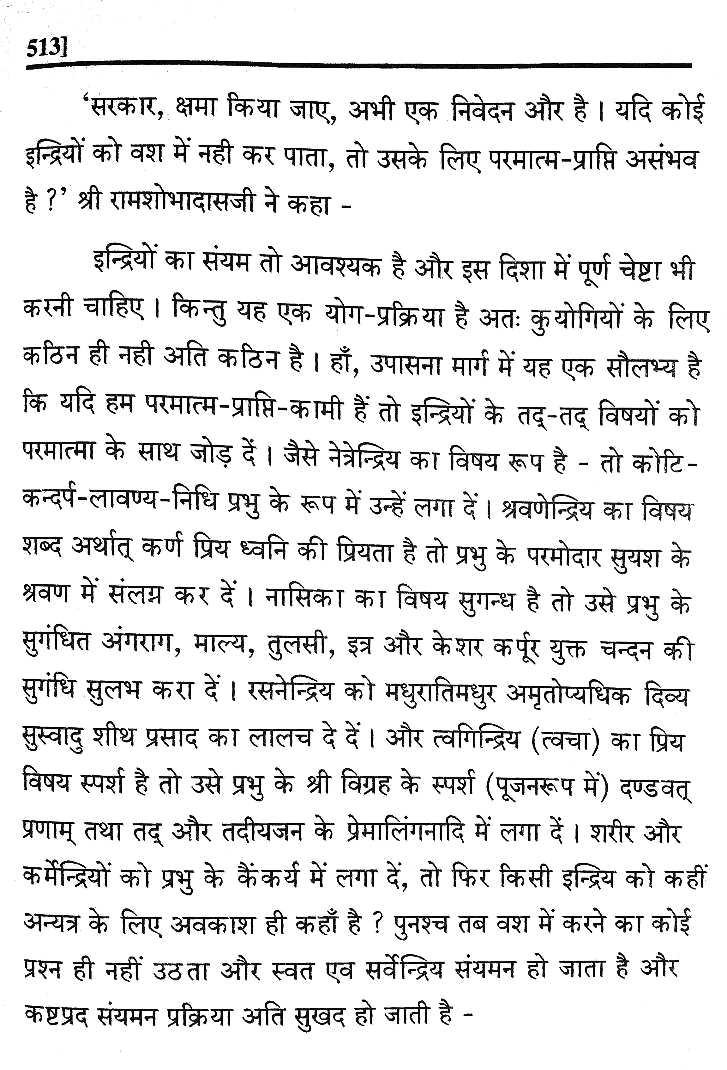 513]
‘सरकार, क्षमा किया जाए, अभी एक निवेदन और है । यदि कोई
इन्द्रियों को वश में नही कर पाता, तो उसके लिए परमात्म-प्राप्ति असंभव
है ?’ श्री रामशोभादासजी ने कहा -
इन्द्रियों का संयम तो आवश्यक है और इस दिशा में पूर्ण चेष्टा भी
करनी चाहिए । किन्तु यह एक योग-प्रक्रिया है अतः कुयोगियों के लिए
कठिन ही नही अति कठिन है । हाँ, उपासना मार्ग में यह एक सौलभ्य है
कि यदि हम परमात्म-प्राप्ति-कामी हैं तो इन्द्रियों के तद्-तद् विषयों को
परमात्मा के साथ जोड़ दें । जैसे नेत्रेन्द्रिय का विषय रूप है - तो कोटि-
कन्दर्प-लावण्य-निधि प्रभु के रूप में उन्हें लगा दें । श्रवणेन्द्रिय का विषय
शब्द अर्थात् कर्ण प्रिय ध्वनि की प्रियता है तो प्रभु के परमोदार सुयश के
श्रवण में संलग्न कर दें । नासिका का विषय सुगन्ध है तो उसे प्रभु के
सुगंधित अंगराग, माल्य, तुलसी, इत्र और केशर कर्पूर युक्त चन्दन की
सुगंधि सुलभ करा दें । रसनेन्द्रिय को मधुरातिमधुर अमृतोप्यधिक दिव्य
सुस्वादु शीथ प्रसाद का लालच दे दें । और त्वगिन्द्रिय (त्वचा) का प्रिय
विषय स्पर्श है तो उसे प्रभु के श्री विग्रह के स्पर्श (पूजनरूप में) दण्डवत्
प्रणाम् तथा तद् और तदीयजन के प्रेमालिंगनादि में लगा दें । शरीर और
कर्मेन्द्रियों को प्रभु के कैंकर्य में लगा दें, तो फिर किसी इन्द्रिय को कहीं
अन्यत्र के लिए अवकाश ही कहाँ है ? पुनश्च तब वश में करने का कोई
प्रश्न ही नहीं उठता और स्वत एव सर्वेन्द्रिय संयमन हो जाता है और
कष्टप्रद संयमन प्रक्रिया अति सुखद हो जाती है -